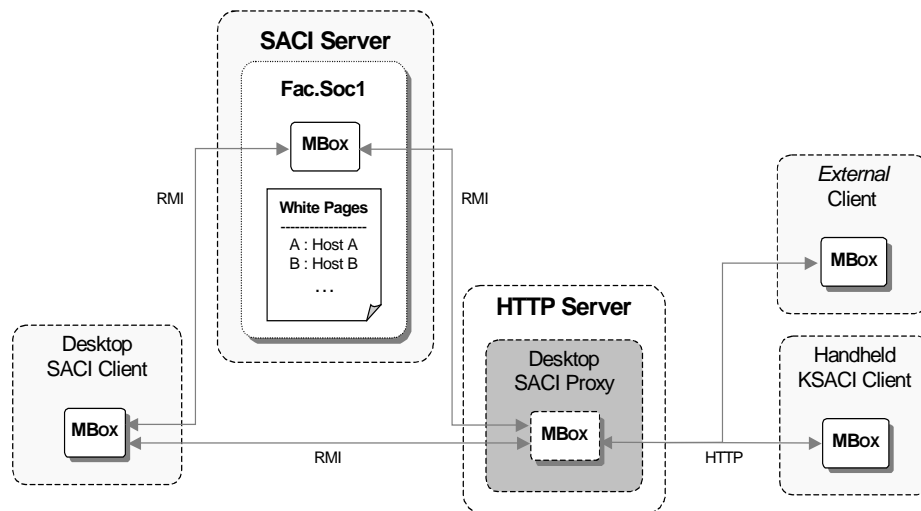 SACI Server
Fac.Soc1
MBox
RMI
RMI
White Pages
----------------------
A : Host A
B : Host B
...
External
Client
MBox
HTTP Server
Desktop
SACI Client
MBox
Desktop
SACI Proxy
MBox
Handheld
KSACI Client
MBox
RMI
HTTP